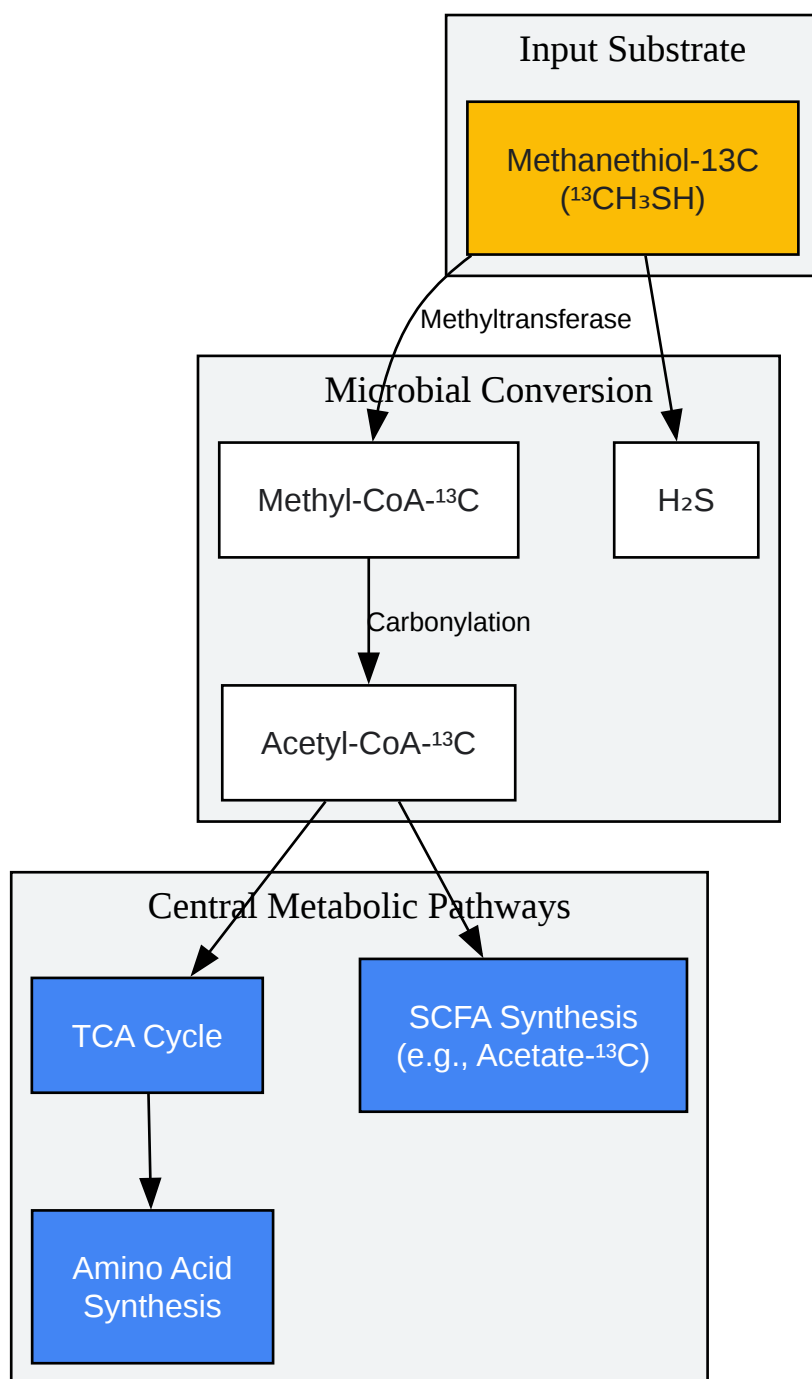 Input Substrate
Methanethiol-13C
(¹³CH₃SH)
Methyltransferase
Microbial Conversion
Methyl-CoA-¹³C
H₂S
Carbonylation
Acetyl-CoA-¹³C
Central Metabolic Pathways
TCA Cycle
SCFA Synthesis
(e.g., Acetate-¹³C)
Amino Acid
Synthesis